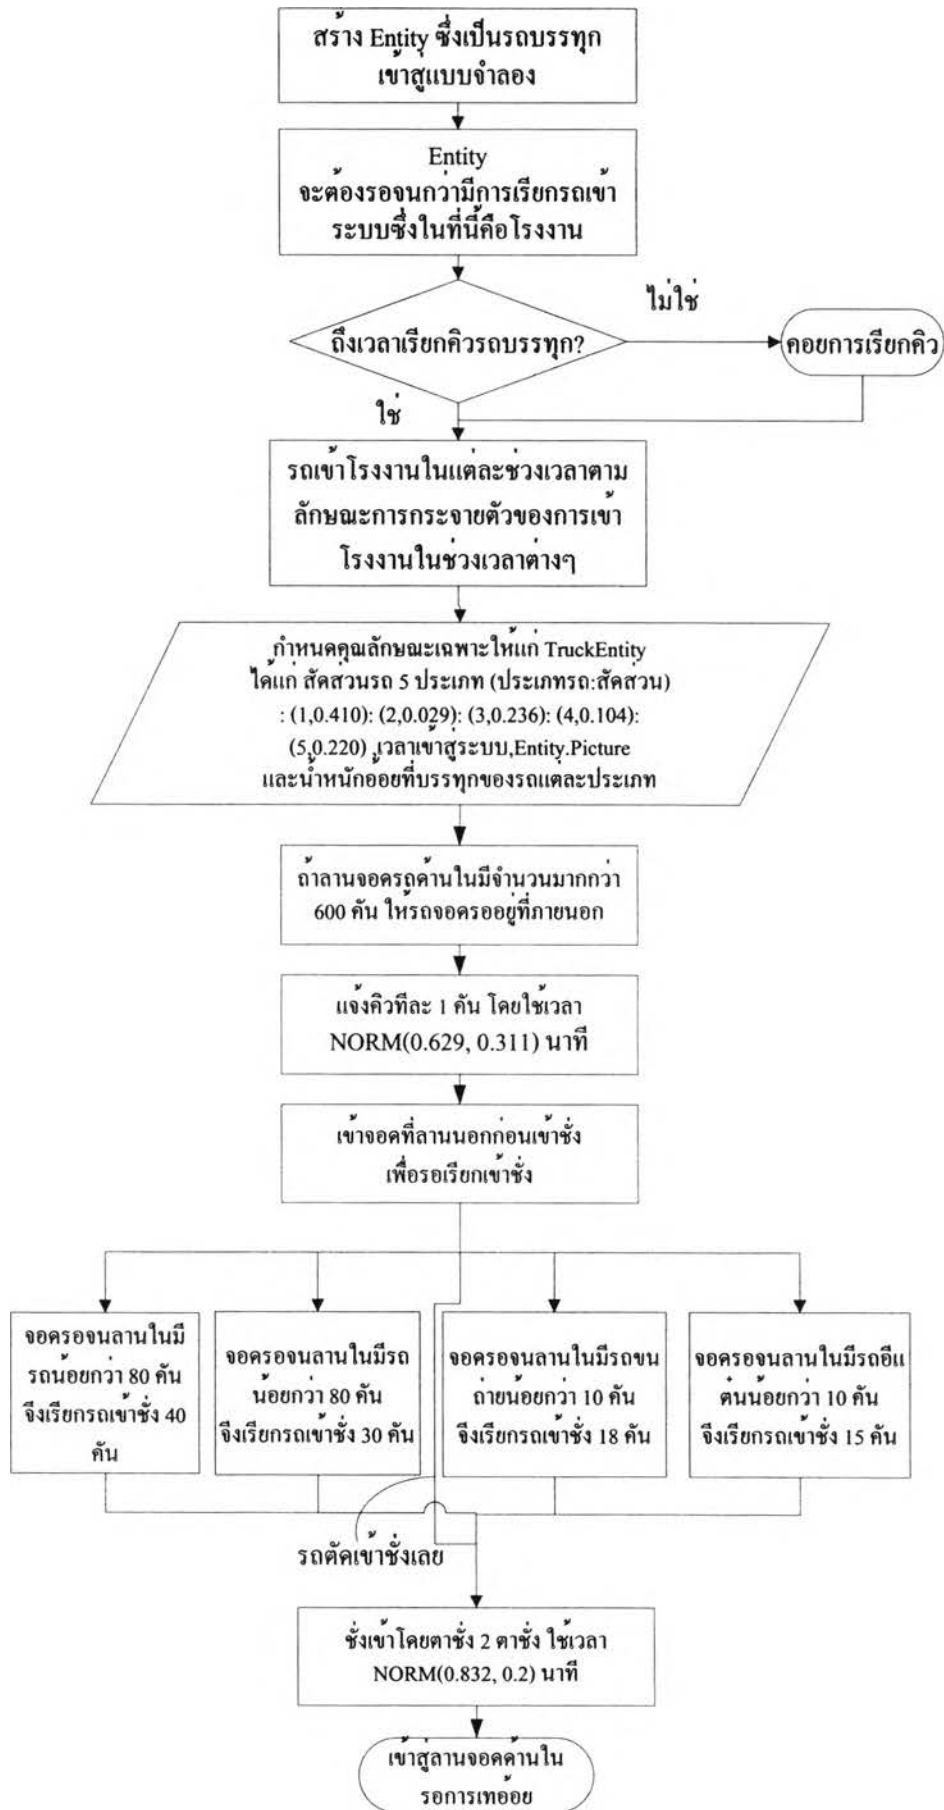 สร้าง Entity ซึ่งเป็นรถบรรทุก
เข้าสู่แบบจำลอง
Entity
จะต้องรอจนกว่ามีการเรียกรถเข้า
ระบบซึ่งในที่นี้คือโรงงาน
ไม่ใช่
ถึงเวลาเรียกคิวรถบรรทุก?
คอยการเรียกคิว
ใช่
รถเข้าโรงงานในแต่ละช่วงเวลาตาม
ลักษณะการกระจายตัวของการเข้า
โรงงานในช่วงเวลาต่างๆ
กำหนดคุณลักษณะเฉพาะให้แก่ TruckEntity
ได้แก่ สัดส่วนรถ 5 ประเภท (ประเภทรถ:สัดส่วน)
: (1,0.410): (2,0.029): (3,0.236): (4,0.104):
(5,0.220) ,เวลาเข้าสู่ระบบ,Entity.Picture
และน้ำหนักอ้อยที่บรรทุกของรถแต่ละประเภท
ถ้าลานจอดรถด้านในมีจำนวนมากกว่า
600 คัน ให้รถจอดรออยู่ที่ภายนอก
แจ้งคิวทีละ 1 คัน โดยใช้เวลา
NORM(0.629, 0.311) นาที
เข้าจอดที่ลานนอกก่อนเข้าชั่ง
เพื่อรอเรียกเข้าชั่ง
จอดรอจนลานในมี
รถน้อยกว่า 80 คัน
จึงเรียกรถเข้าชั่ง 40
คัน
จอดรอจนลานในมีรถ
น้อยกว่า 80 คัน
จึงเรียกรถเข้าชั่ง 30 คัน
จอดรอจนลานในมีรถขน
ถ่ายน้อยกว่า 10 คัน
จึงเรียกรถเข้าชั่ง 18 คัน
จอดรอจนลานในมีรถอีแ
ต๋นน้อยกว่า 10 คัน
จึงเรียกรถเข้าชั่ง 15 คัน
รถตัดเข้าชั่งเลย
ชั่งเข้าโดยตาชั่ง 2 ตาชั่ง ใช้เวลา
NORM(0.832, 0.2) นาที
เข้าสู่ลานจอดด้านใน
รอการเทอ้อย